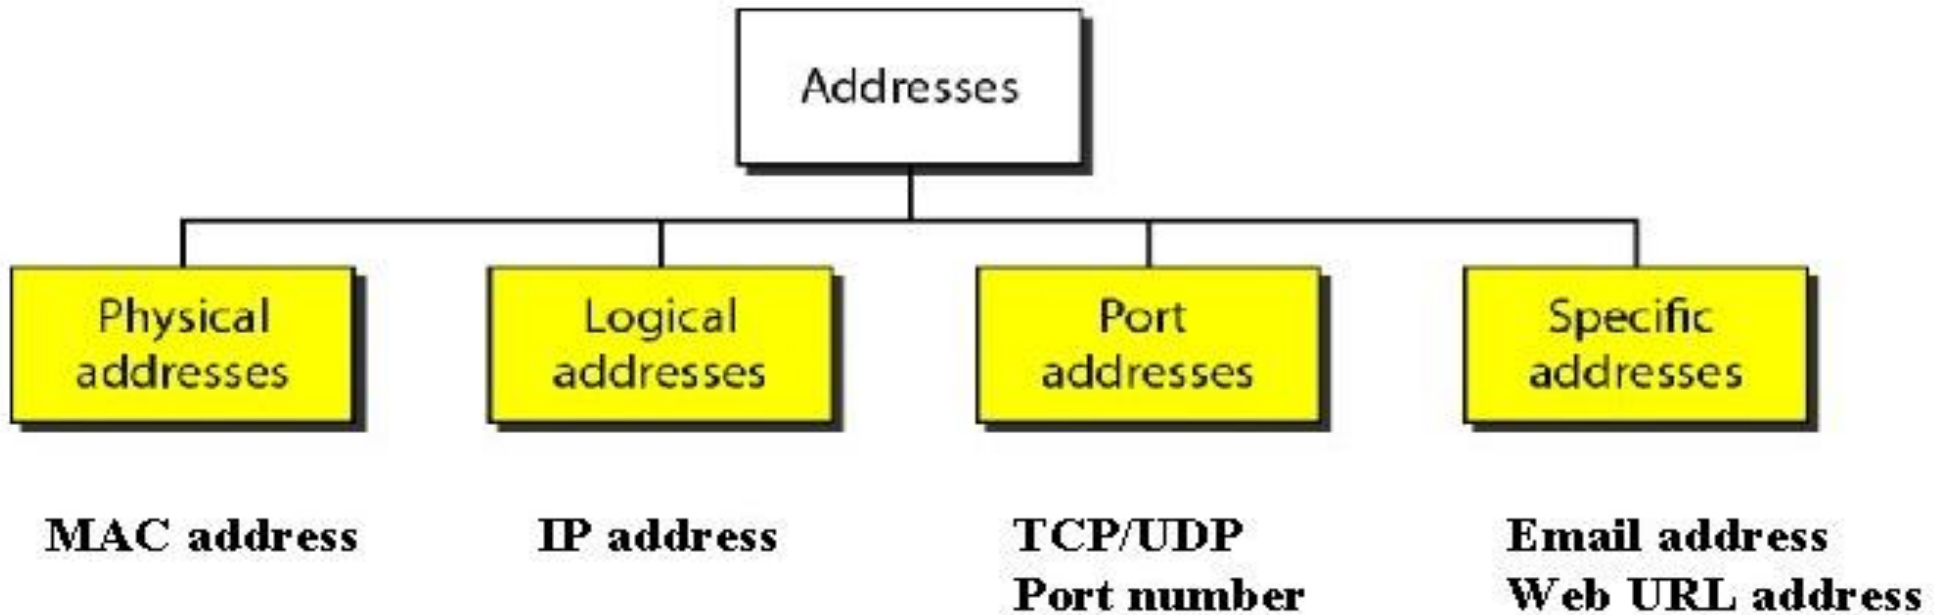 Addresses
Physical
addresses
Logical
addresses
Port
addresses
Specific
addresses
MAC address
IP address
TCP/UDP
Port number
Email address
Web URL address